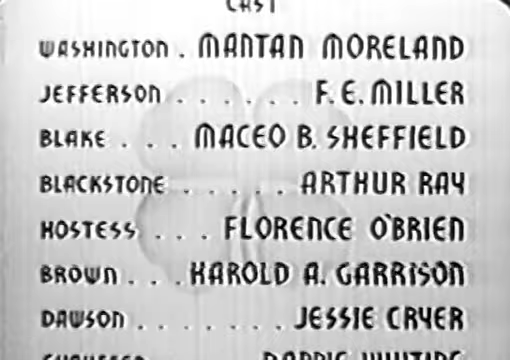 CAST
WASHINGTON . MANTAN MORELAND
JEFFERSON . . . . . . F. E. MILLER
BLAKE . . . MACEO B. SHEFFIELD
BLACKSTONE . . . . . ARTHUR RAY
HOSTESS . . . FLORENCE O'BRIEN
BROWN . . . HAROLD A. GARRISON
DAWSON . . . . . . . JESSIE CRYER